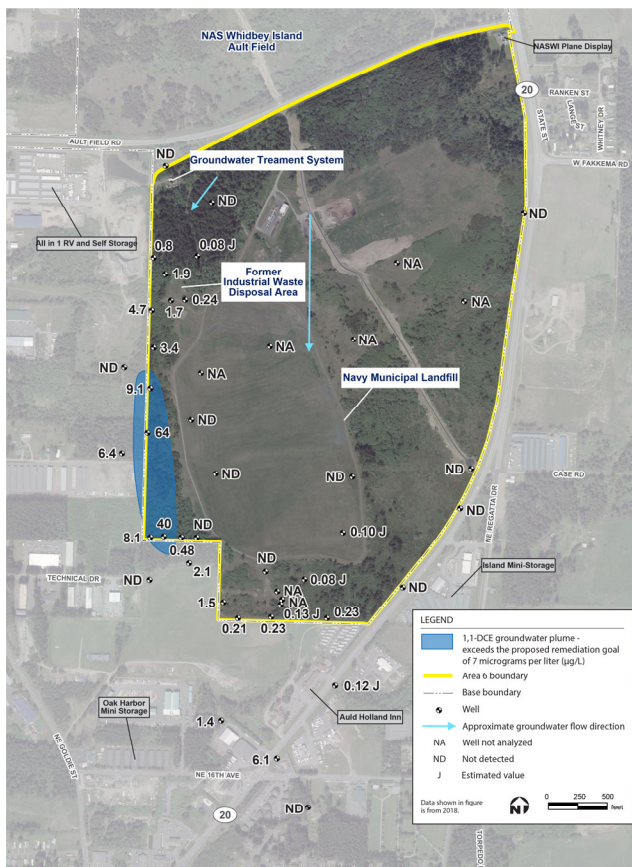 NAS Whidbey Island
Ault Field
NASWI Plane Display
20
RANKEN ST
STATE ST
LANGE ST
WHITNEY DR
W FAKKEMA RD
AULT FIELD RD
ND
Groundwater Treament System
ND
ND
All in 1 RV and Self Storage
0.8
0.08 J
NA
1.9
Former
Industrial Waste
Disposal Area
0.24
1.7
NA
4.7
3.4
NA
NA
ND
NA
Navy Municipal Landfill
9.1
ND
64
6.4
ND
ND
ND
CASE RD
ND
NE REGATTA DR
40
0.10 J
8.1
ND
0.48
2.1
TECHNICAL DR
ND
ND
0.08 J
Island Mini-Storage
ND
NA
NA
1.5
0.13 J
0.23
0.21
0.23
LEGEND
1,1-DCE groundwater plume -
exceeds the proposed remediation goal
of 7 micrograms per liter (µg/L)
Area 6 boundary
Base boundary
Well
Approximate groundwater flow direction
NA Well not analyzed
ND Not detected
J Estimated value
Data shown in figure
is from 2018.
N
0 250 500
feet
0.12 J
Oak Harbor
Mini Storage
Auld Holland Inn
1.4
NE GOLDIE ST
6.1
NE 16TH AVE
ND
20
TORPEDO